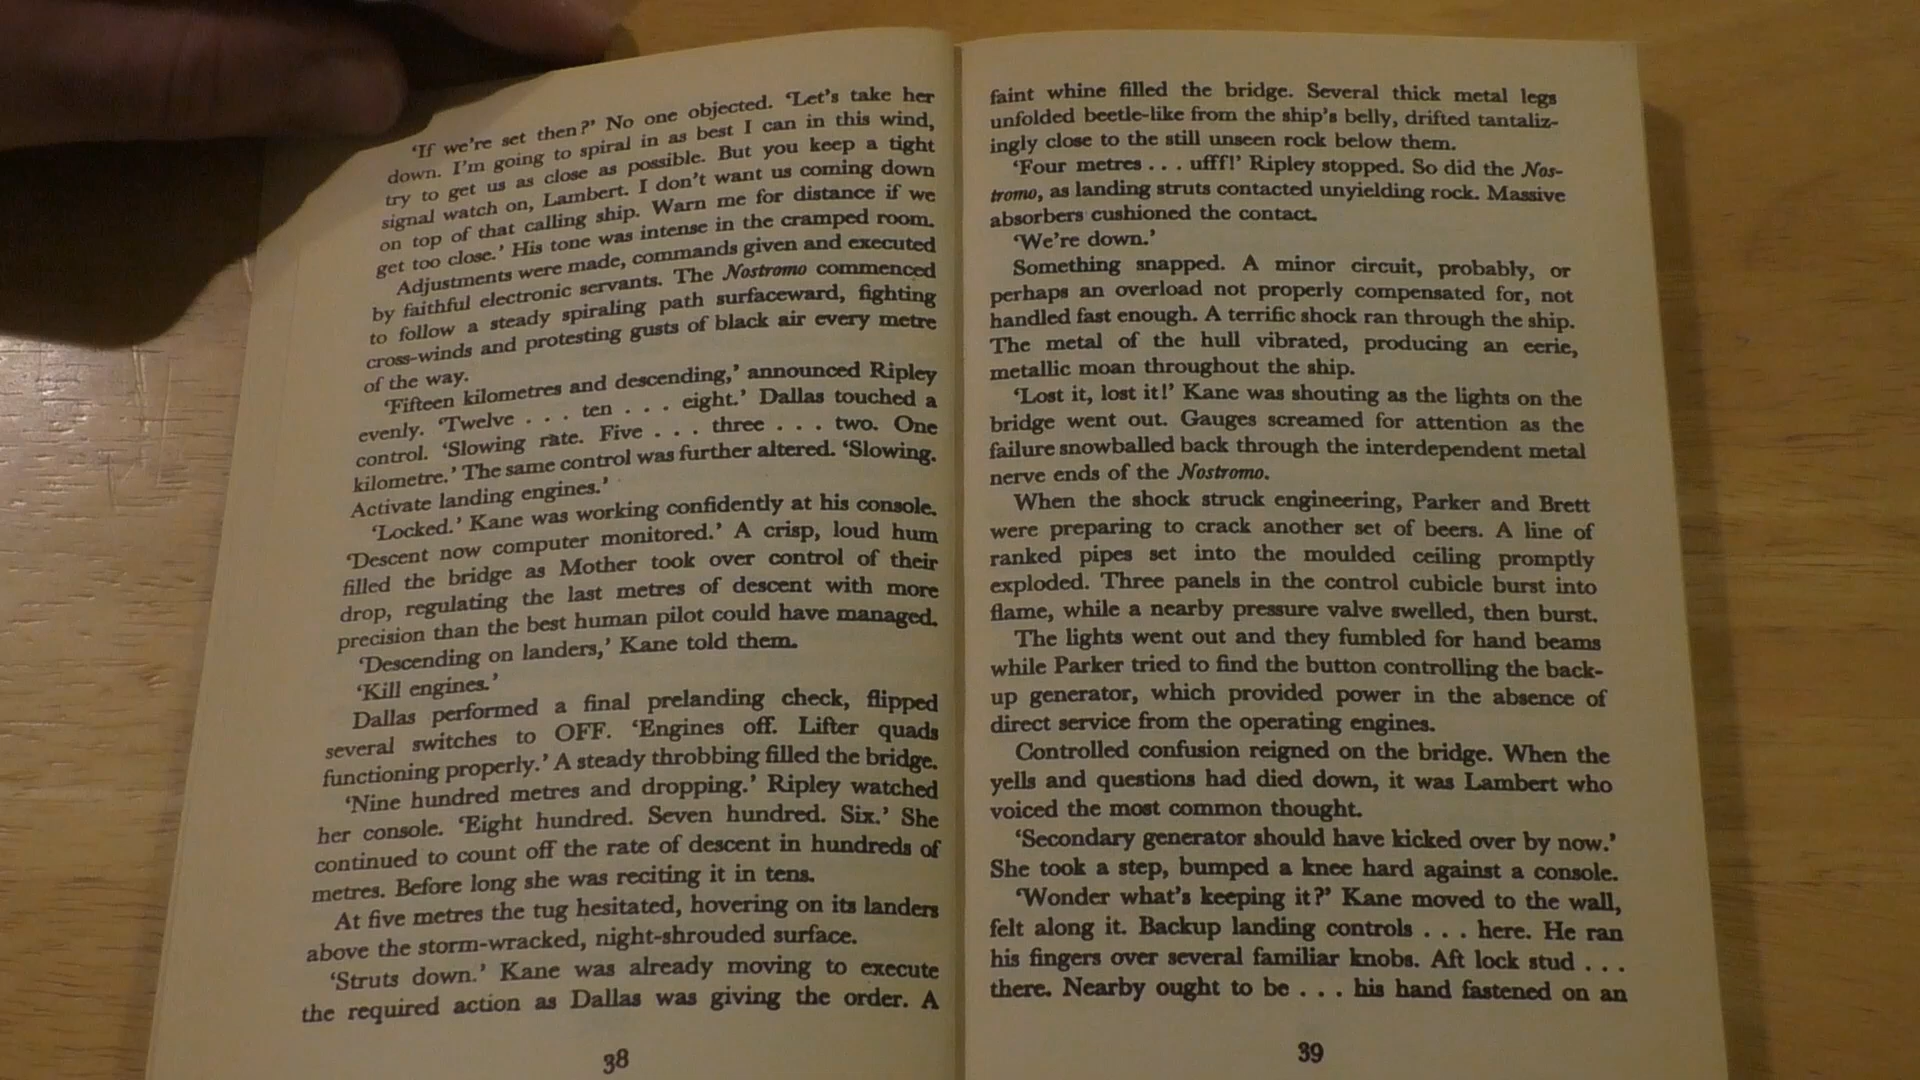 ‘If we’re set then?’ No one objected. ‘Let’s take her
down. I’m going to spiral in as best I can in this wind,
try to get us as close as possible. But you keep a tight
signal watch on, Lambert. I don’t want us coming down
on top of that calling ship. Warn me for distance if we
get too close.’ His tone was intense in the cramped room.
Adjustments were made, commands given and executed
by faithful electronic servants. The Nostromo commenced
to follow a steady spiraling path surfaceward, fighting
cross-winds and protesting gusts of black air every metre
of the way.
‘Fifteen kilometres and descending,’ announced Ripley
evenly. ‘Twelve . . . ten . . . eight.’ Dallas touched a
control. ‘Slowing rate. Five . . . three . . . two. One
kilometre.’ The same control was further altered. ‘Slowing.
Activate landing engines.’
‘Locked.’ Kane was working confidently at his console.
‘Descent now computer monitored.’ A crisp, loud hum
filled the bridge as Mother took over control of their
drop, regulating the last metres of descent with more
precision than the best human pilot could have managed.
‘Descending on landers,’ Kane told them.
‘Kill engines.’
Dallas performed a final prelanding check, flipped
several switches to OFF. ‘Engines off. Lifter quads
functioning properly.’ A steady throbbing filled the bridge.
‘Nine hundred metres and dropping.’ Ripley watched
her console. ‘Eight hundred. Seven hundred. Six.’ She
continued to count off the rate of descent in hundreds of
metres. Before long she was reciting it in tens.
At five metres the tug hesitated, hovering on its landers
above the storm-wracked, night-shrouded surface.
‘Struts down.’ Kane was already moving to execute
the required action as Dallas was giving the order. A
38
faint whine filled the bridge. Several thick metal legs
unfolded beetle-like from the ship’s belly, drifted tantaliz-
ingly close to the still unseen rock below them.
‘Four metres . . . ufff!’ Ripley stopped. So did the Nos-
tromo, as landing struts contacted unyielding rock. Massive
absorbers cushioned the contact.
‘We’re down.’
Something snapped. A minor circuit, probably, or
perhaps an overload not properly compensated for, not
handled fast enough. A terrific shock ran through the ship.
The metal of the hull vibrated, producing an eerie,
metallic moan throughout the ship.
‘Lost it, lost it!’ Kane was shouting as the lights on the
bridge went out. Gauges screamed for attention as the
failure snowballed back through the interdependent metal
nerve ends of the Nostromo.
When the shock struck engineering, Parker and Brett
were preparing to crack another set of beers. A line of
ranked pipes set into the moulded ceiling promptly
exploded. Three panels in the control cubicle burst into
flame, while a nearby pressure valve swelled, then burst.
The lights went out and they fumbled for hand beams
while Parker tried to find the button controlling the back-
up generator, which provided power in the absence of
direct service from the operating engines.
Controlled confusion reigned on the bridge. When the
yells and questions had died down, it was Lambert who
voiced the most common thought.
‘Secondary generator should have kicked over by now.’
She took a step, bumped a knee hard against a console.
‘Wonder what’s keeping it?’ Kane moved to the wall,
felt along it. Backup landing controls . . . here. He ran
his fingers over several familiar knobs. Aft lock stud . . .
there. Nearby ought to be . . . his hand fastened on an
39